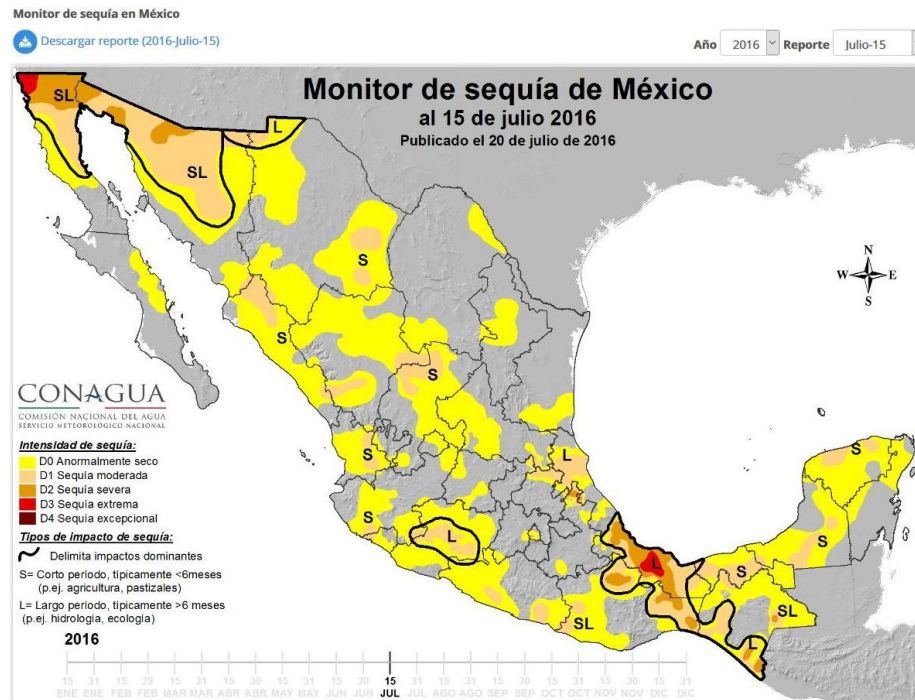 Monitor de sequía en México
Descargar reporte (2016-Julio-15)
Año 2016 Reporte Julio-15
Monitor de sequía de México
al 15 de julio 2016
Publicado el 20 de julio de 2016
SL
L
SL
S
S
S
S
L
S
L
S
L
S
S
SL
SL
L
N
W E
S
CONAGUA
COMISIÓN NACIONAL DEL AGUA
SERVICIO METEOROLÓGICO NACIONAL
Intensidad de sequía:
D0 Anormalmente seco
D1 Sequía moderada
D2 Sequía severa
D3 Sequía extrema
D4 Sequía excepcional
Tipos de impacto de sequía:
Delimita impactos dominantes
S= Corto periodo, típicamente <6meses
(p.ej. agricultura, pastizales)
L= Largo periodo, típicamente >6 meses
(p.ej. hidrología, ecología)
2016
15 31 15 28 15 31 15 30 15 31 15 30 15 31 15 31 15 30 15 31 15 30 15 31
ENE ENE FEB FEB MAR MAR ABR ABR MAY MAY JUN JUN JUL JUL AGO AGO SEP SEP OCT OCT NOV NOV DIC DIC